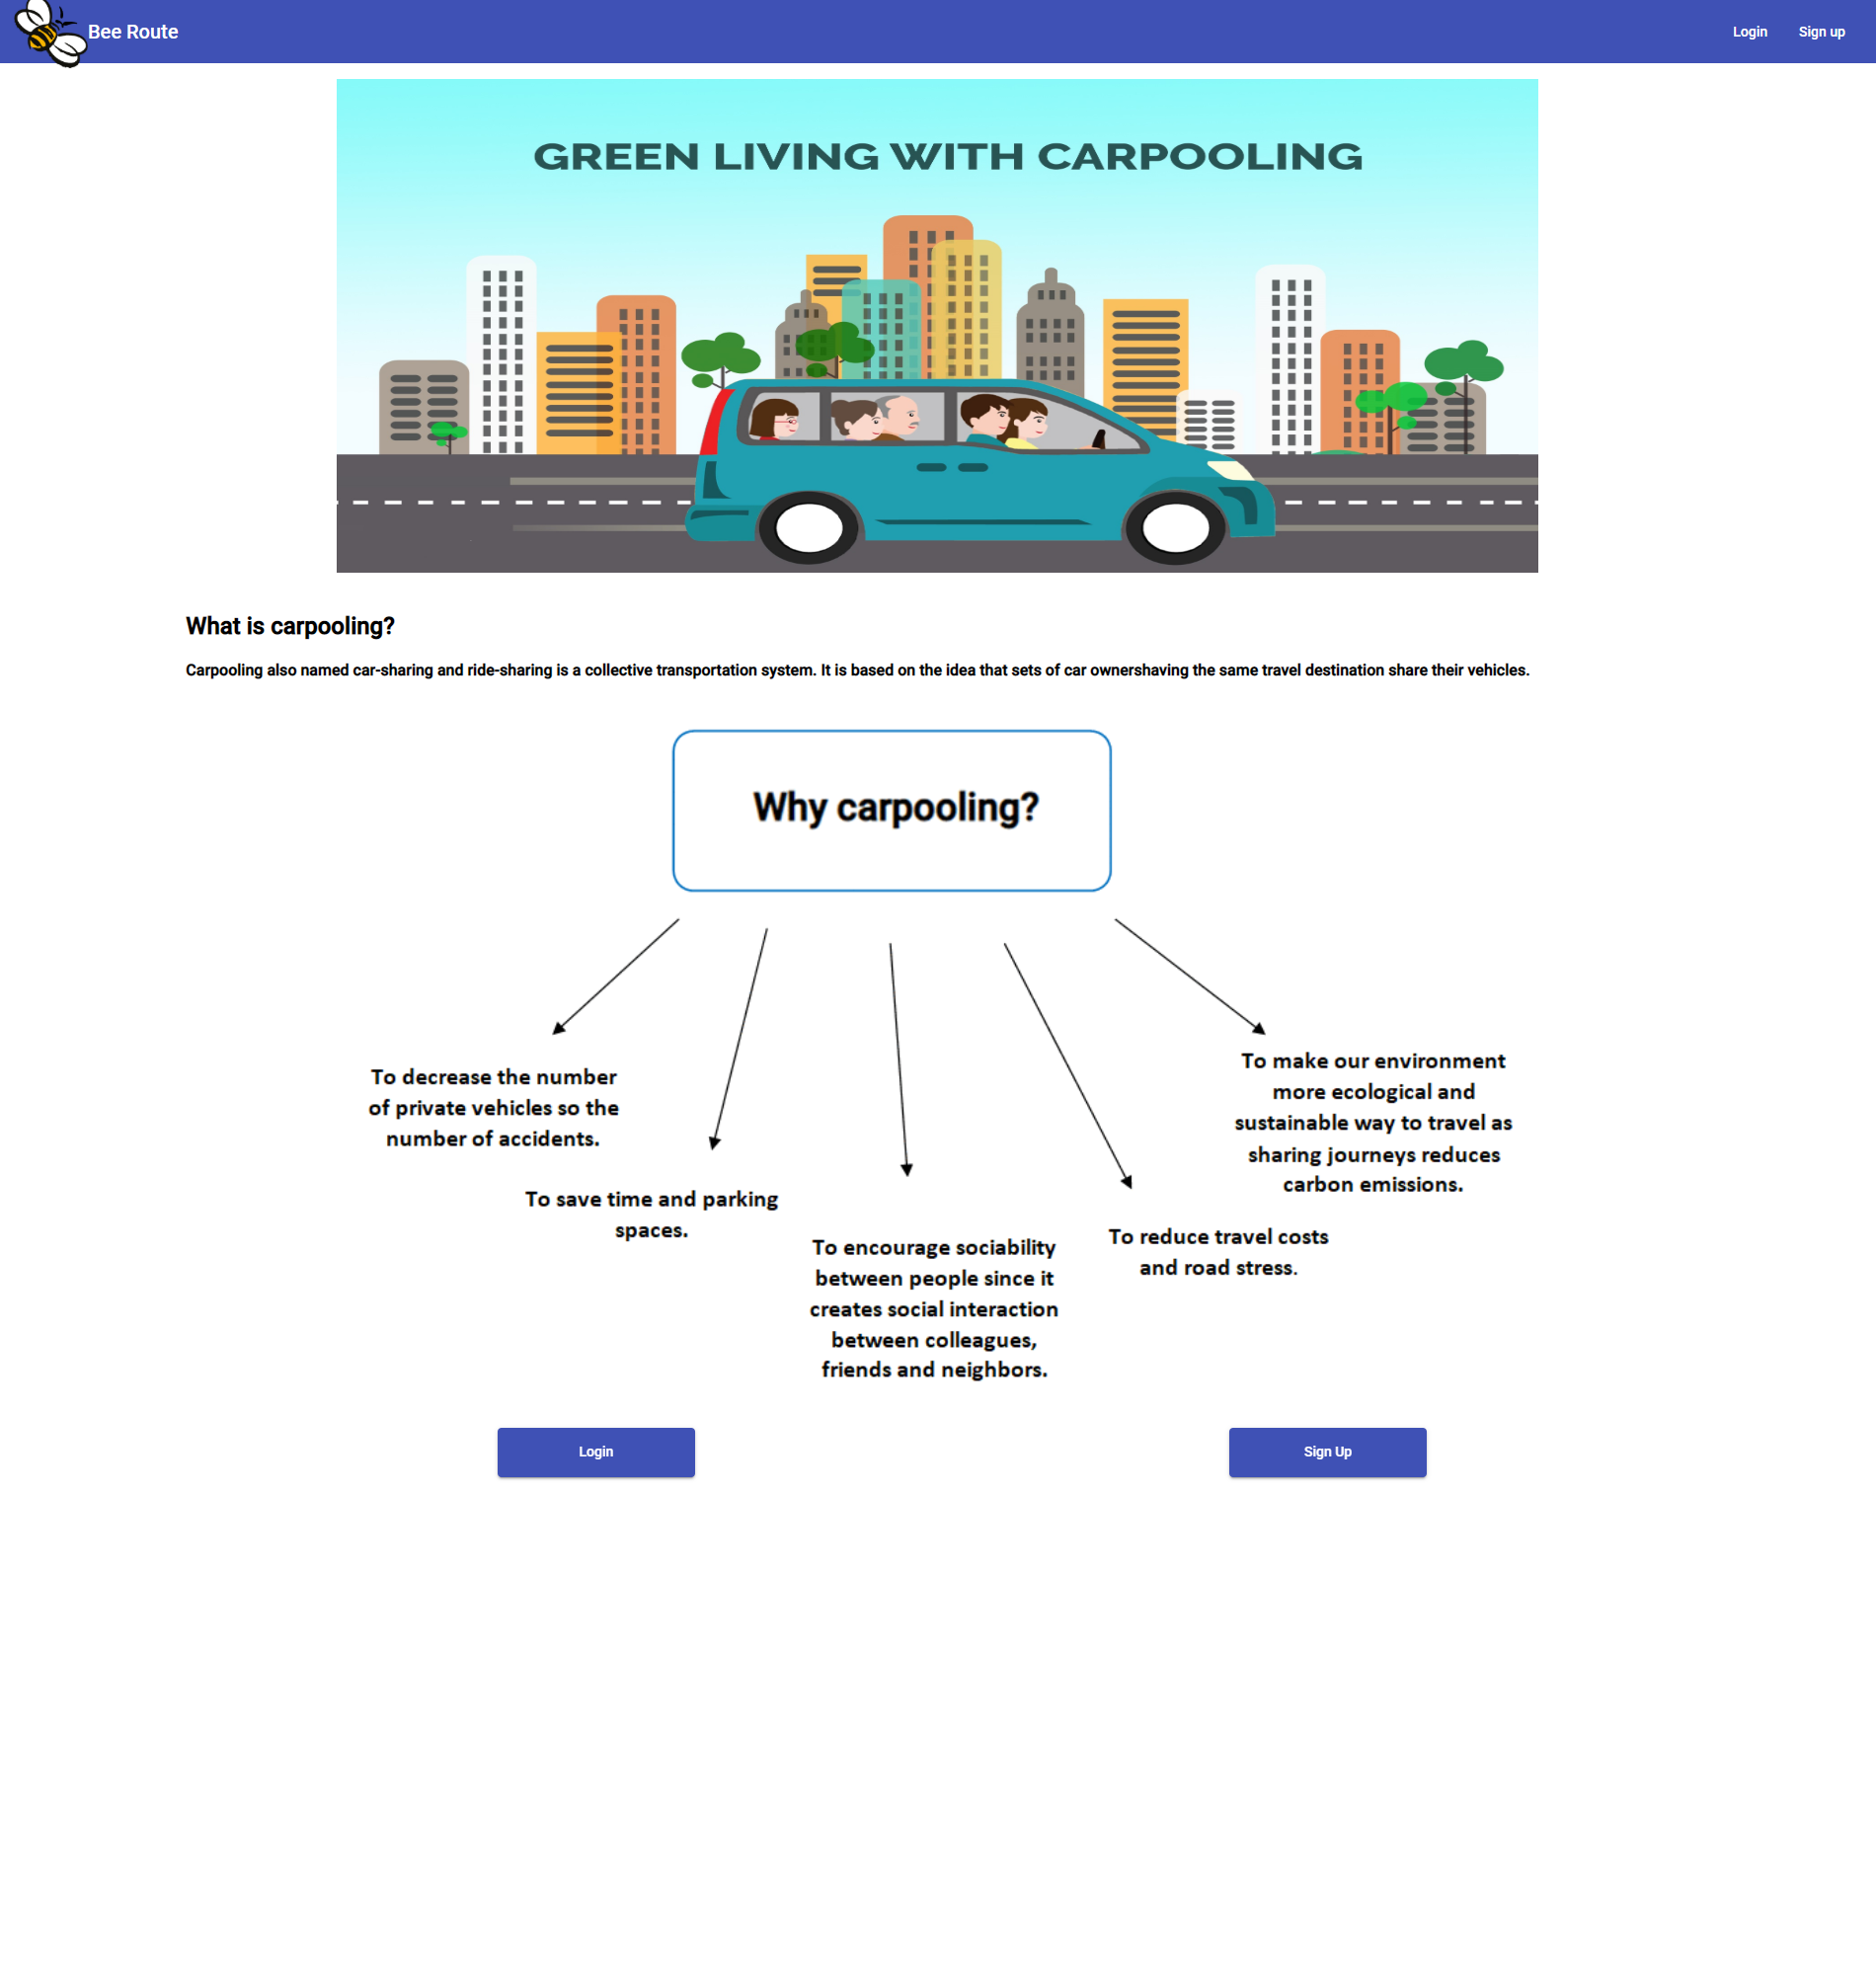 Bee Route
Login
Sign up
GREEN LIVING WITH CARPOOLING
What is carpooling?
Carpooling also named car-sharing and ride-sharing is a collective transportation system. It is based on the idea that sets of car ownershaving the same travel destination share their vehicles.
Why carpooling?
To decrease the number
of private vehicles so the
number of accidents.
To save time and parking
spaces.
To encourage sociability
between people since it
creates social interaction
between colleagues,
friends and neighbors.
To reduce travel costs
and road stress.
To make our environment
more ecological and
sustainable way to travel as
sharing journeys reduces
carbon emissions.
Login
Sign Up